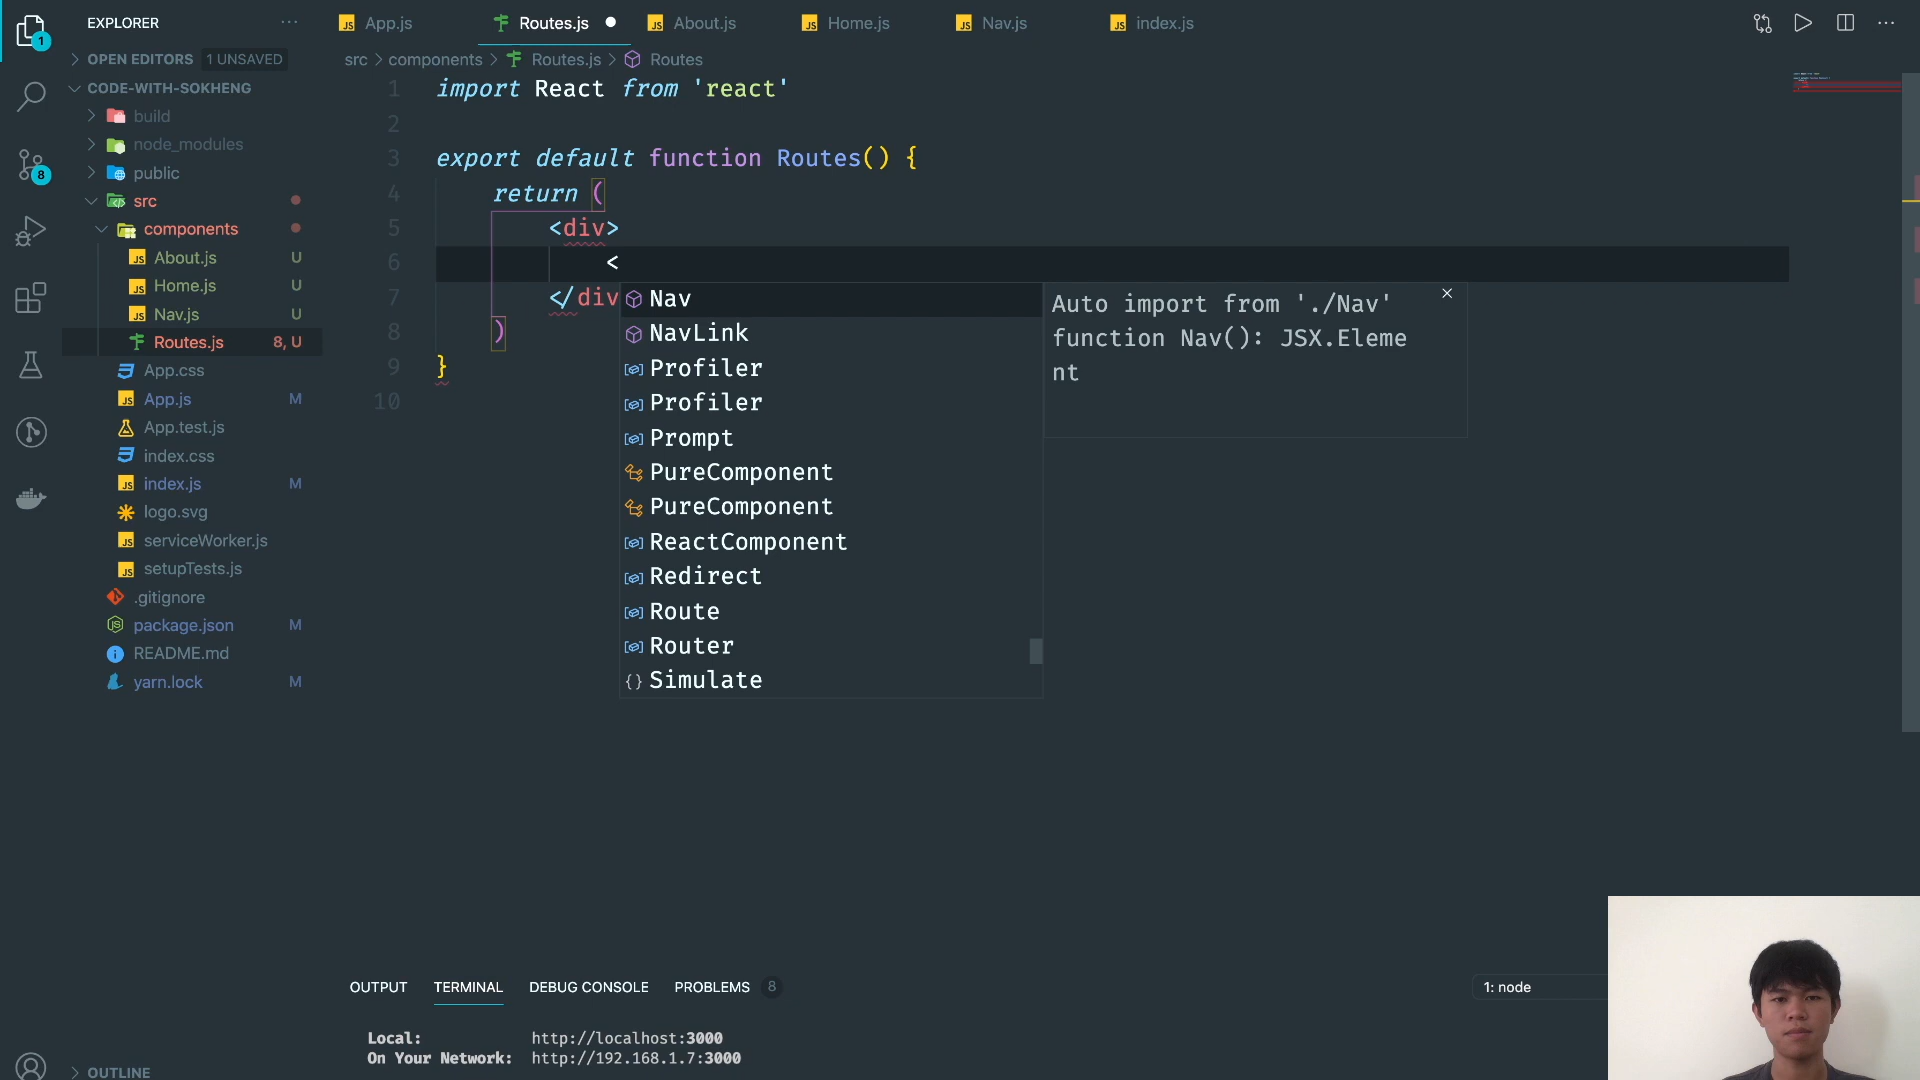 EXPLORER
OPEN EDITORS 1 UNSAVED
CODE-WITH-SOKHENG
build
node_modules
public
src
components
About.js U
Home.js U
Nav.js U
Routes.js 8, U
App.css
App.js M
App.test.js
index.css
index.js M
logo.svg
serviceWorker.js
setupTests.js
.gitignore
package.json M
README.md
yarn.lock M
OUTLINE
1
8
App.js
Routes.js
About.js
Home.js
Nav.js
index.js
src > components > Routes.js > Routes
1 import React from 'react'
2
3 export default function Routes() {
4 return (
5 <div>
6 <
7 </div
8 )
9 }
10
Nav
NavLink
Profiler
Profiler
Prompt
PureComponent
PureComponent
ReactComponent
Redirect
Route
Router
Simulate
Auto import from './Nav'
function Nav(): JSX.Eleme
nt
OUTPUT TERMINAL DEBUG CONSOLE PROBLEMS 8
1: node
Local: http://localhost:3000
On Your Network: http://192.168.1.7:3000